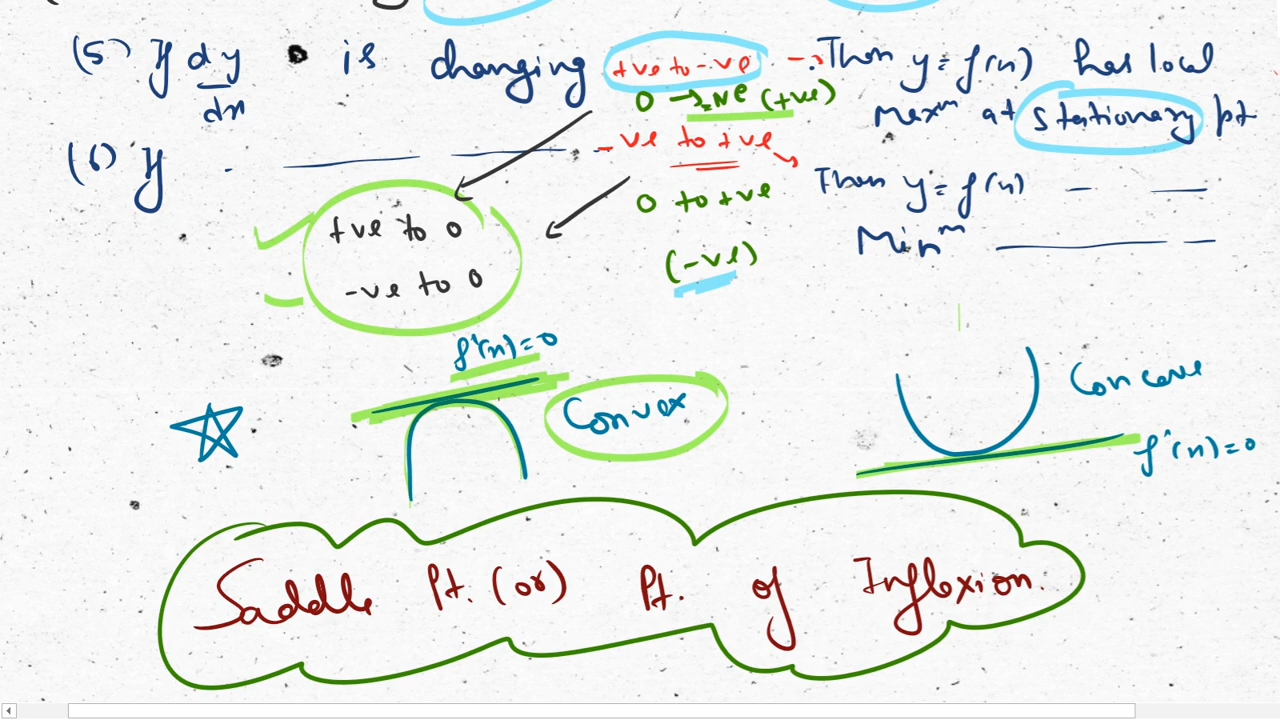 (5) If dy/dx is changing +ve to -ve → Then y = f(x) has local
0 → -ve (+ve) Maxᵐ at stationary pt
(6) If - —— —— -ve to +ve → Then y = f(x) — ——
+ve to 0
0 to +ve
Minᵐ ——— —
-ve to 0
(-ve)
f'(x)=0
Convex
Concave
f'(x)=0
Saddle Pt. (or) Pt. of Inflexion.